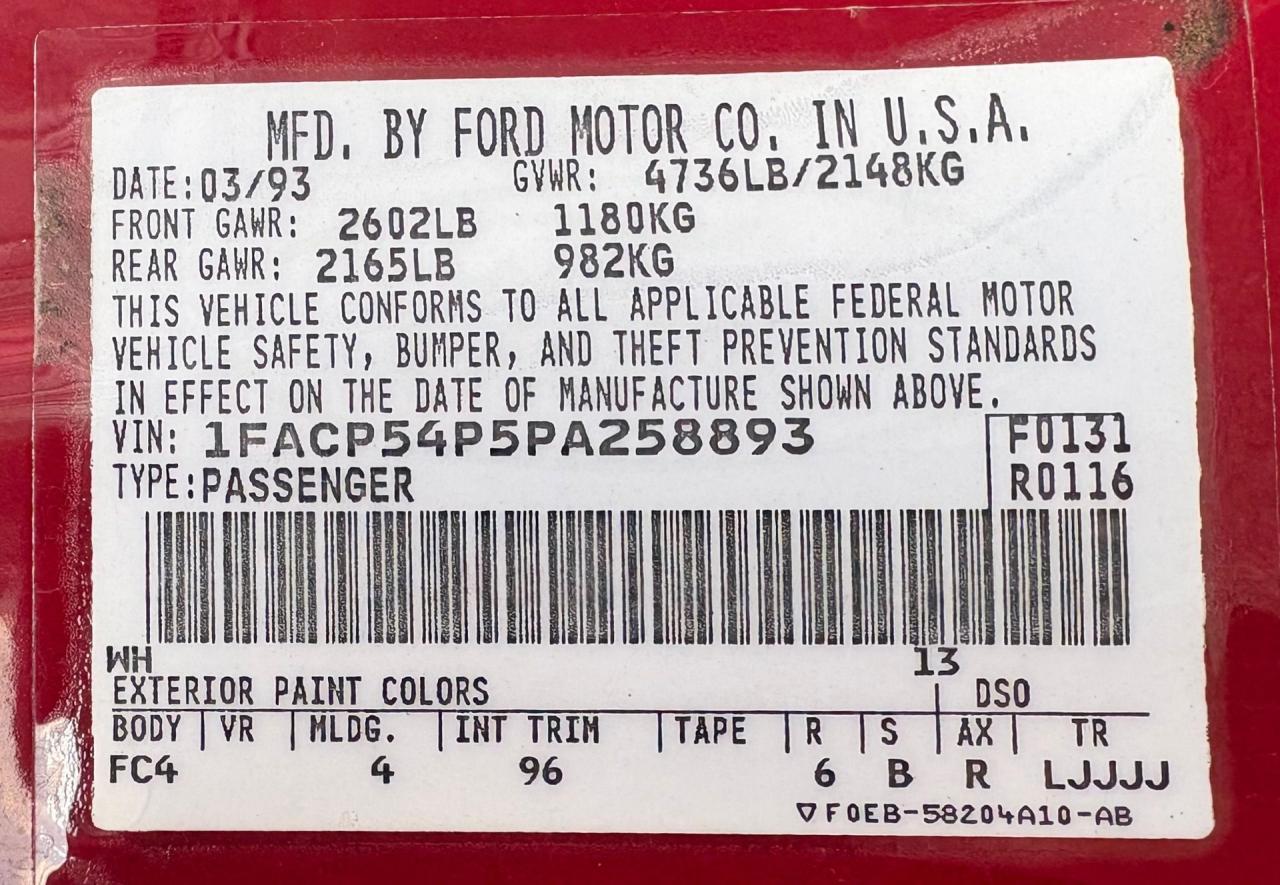 MFD. BY FORD MOTOR CO. IN U.S.A.
DATE: 03/93 GVWR: 4736LB/2148KG
FRONT GAWR: 2602LB 1180KG
REAR GAWR: 2165LB 982KG
THIS VEHICLE CONFORMS TO ALL APPLICABLE FEDERAL MOTOR
VEHICLE SAFETY, BUMPER, AND THEFT PREVENTION STANDARDS
IN EFFECT ON THE DATE OF MANUFACTURE SHOWN ABOVE.
VIN: 1FACP54P5PA258893 F0131
TYPE: PASSENGER R0116
WH 13
EXTERIOR PAINT COLORS DSO
BODY VR MLDG. INT TRIM TAPE R S AX TR
FC4 4 96 6 B R LJJJJ
▽F0EB-58204A10-AB